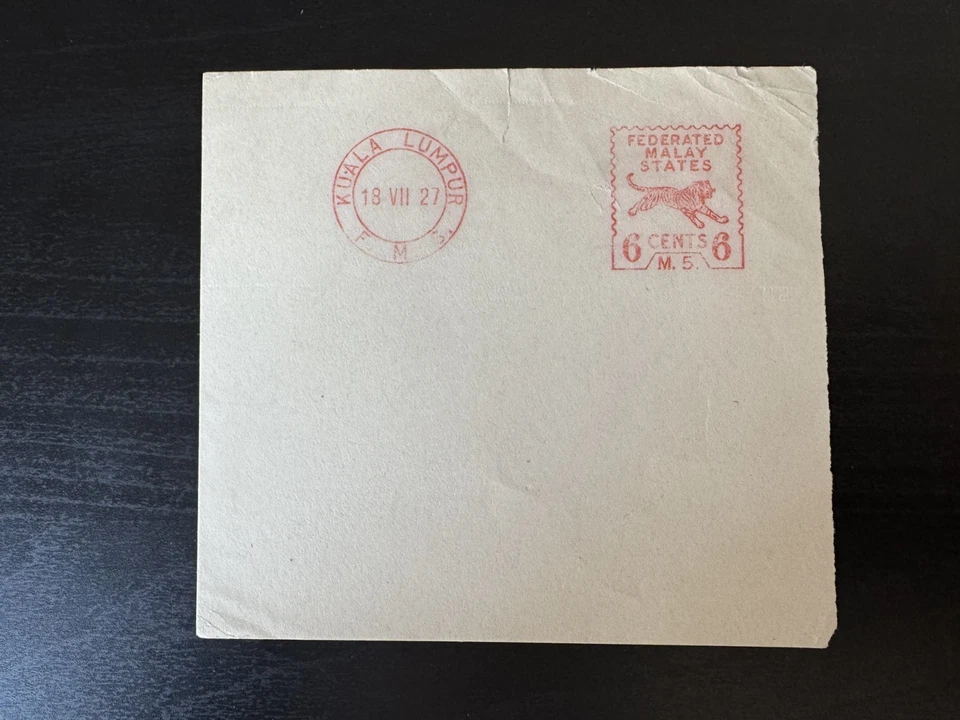 KUALA LUMPUR
18 VII 27
F. M. S.
FEDERATED
MALAY
STATES
6 CENTS 6
M. 5.